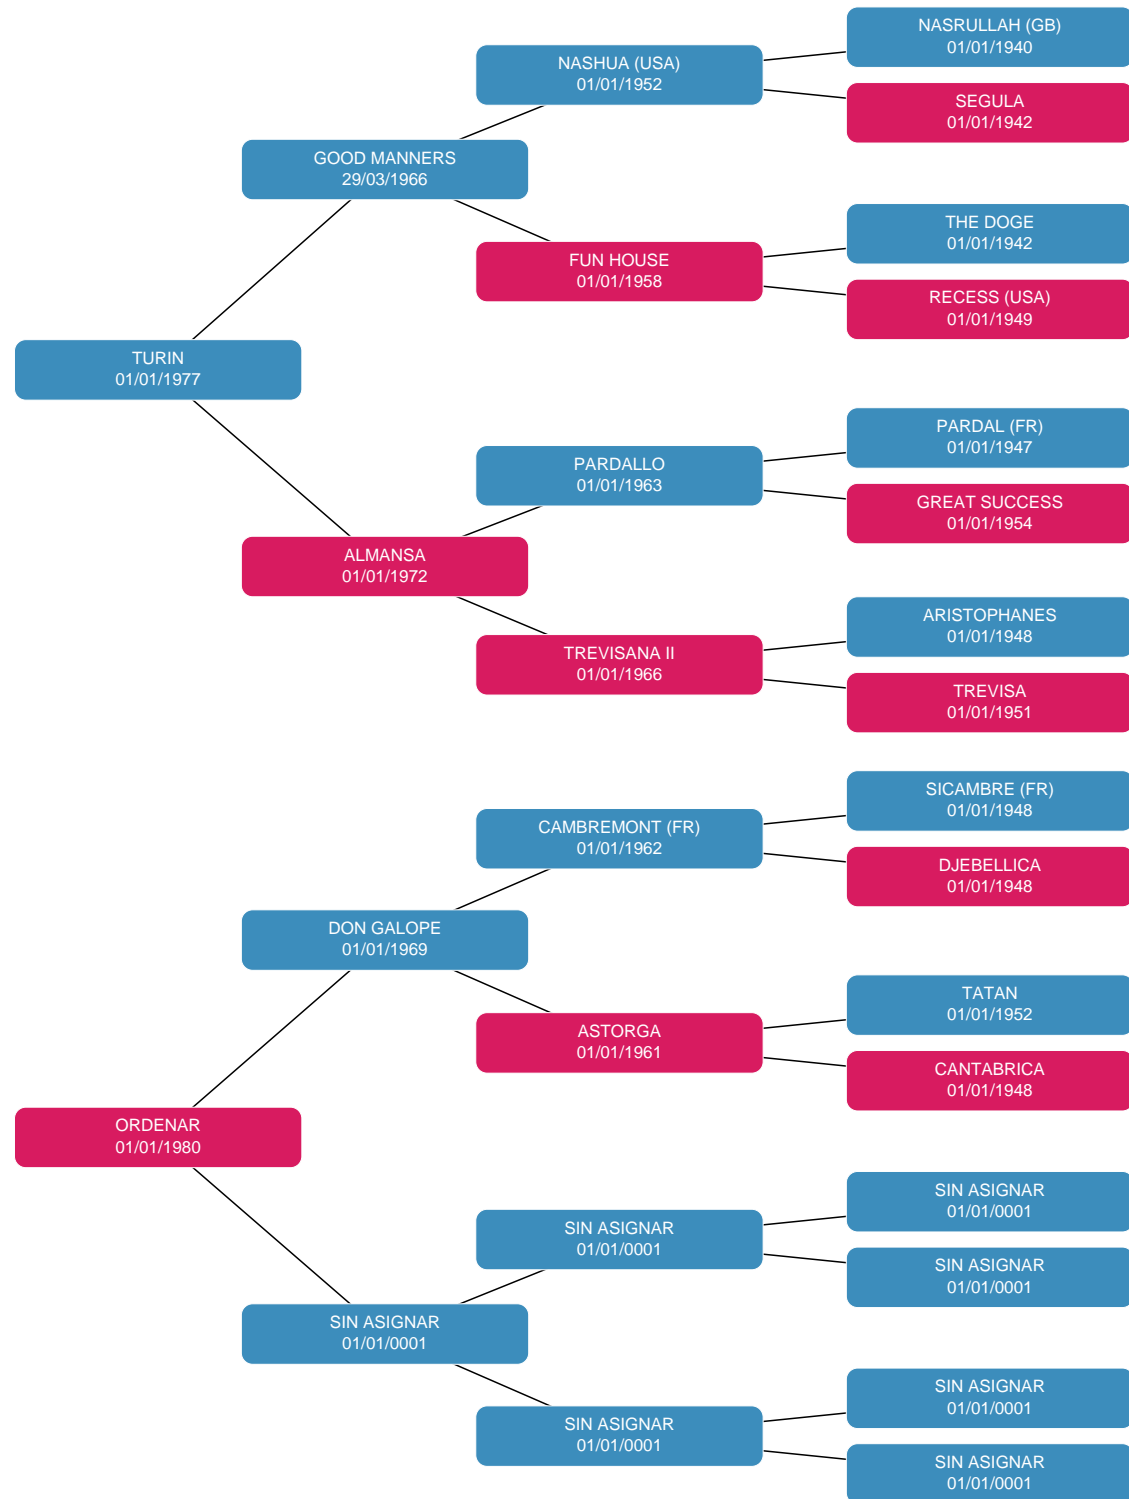 NASRULLAH (GB)
01/01/1940
NASHUA (USA)
01/01/1952
SEGULA
01/01/1942
GOOD MANNERS
29/03/1966
THE DOGE
01/01/1942
FUN HOUSE
01/01/1958
RECESS (USA)
01/01/1949
TURIN
01/01/1977
PARDAL (FR)
01/01/1947
PARDALLO
01/01/1963
GREAT SUCCESS
01/01/1954
ALMANSA
01/01/1972
ARISTOPHANES
01/01/1948
TREVISANA II
01/01/1966
TREVISA
01/01/1951
SICAMBRE (FR)
01/01/1948
CAMBREMONT (FR)
01/01/1962
DJEBELLICA
01/01/1948
DON GALOPE
01/01/1969
TATAN
01/01/1952
ASTORGA
01/01/1961
CANTABRICA
01/01/1948
ORDENAR
01/01/1980
SIN ASIGNAR
01/01/0001
SIN ASIGNAR
01/01/0001
SIN ASIGNAR
01/01/0001
SIN ASIGNAR
01/01/0001
SIN ASIGNAR
01/01/0001
SIN ASIGNAR
01/01/0001
SIN ASIGNAR
01/01/0001